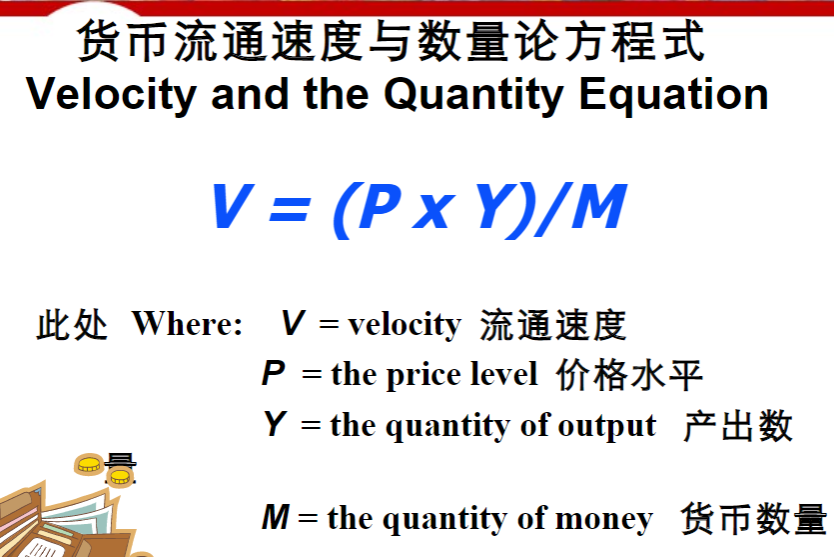 货币流通速度与数量论方程式
Velocity and the Quantity Equation
V = (P x Y)/M
此处 Where: V = velocity 流通速度
P = the price level 价格水平
Y = the quantity of output 产出数
量
M = the quantity of money 货币数量